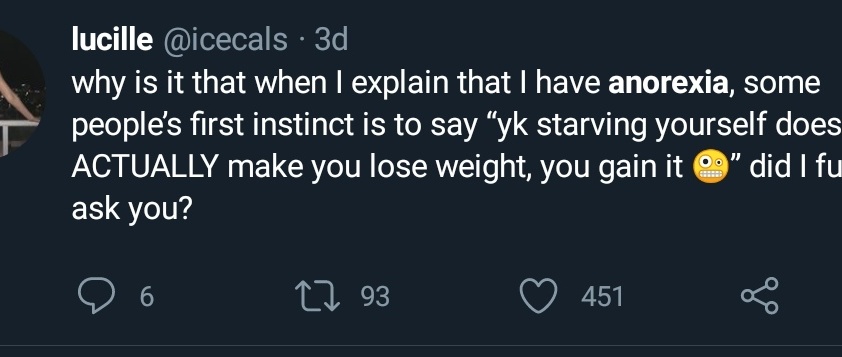 lucille @icecals · 3d
why is it that when I explain that I have anorexia, some
people's first instinct is to say “yk starving yourself does
ACTUALLY make you lose weight, you gain it 🤪” did I fu
ask you?
6 93 451